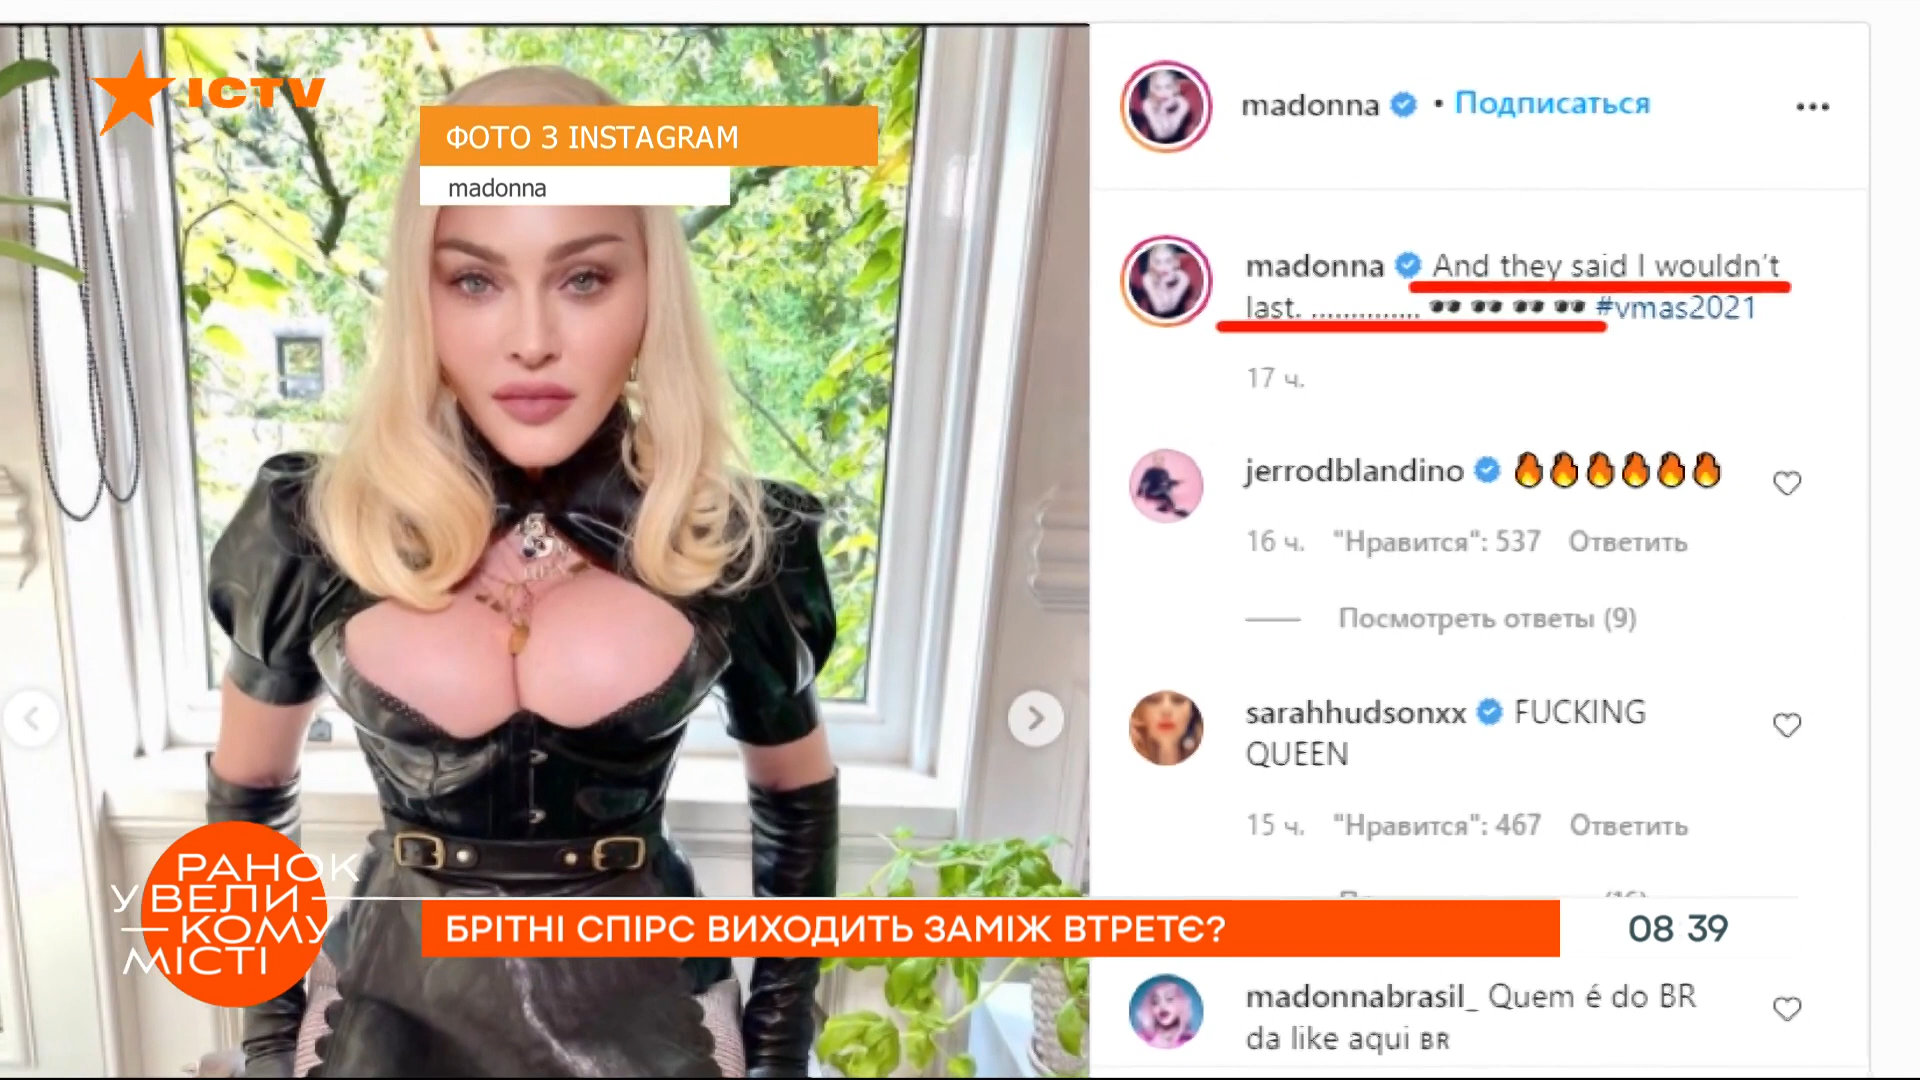 ICTV
ФОТО З INSTAGRAM
madonna
madonna • Подписаться
madonna And they said I wouldn't
last. .............. 🕶 🕶 🕶 🕶 #vmas2021
17 ч.
jerrodblandino 🔥🔥🔥🔥🔥🔥
16 ч. "Нравится": 537 Ответить
Посмотреть ответы (9)
sarahhudsonxx FUCKING
QUEEN
15 ч. "Нравится": 467 Ответить
РАНОК
У ВЕЛИ-
КОМУ
МІСТІ
БРІТНІ СПІРС ВИХОДИТЬ ЗАМІЖ ВТРЕТЄ?
08 39
madonnabrasil_ Quem é do BR
da like aqui BR